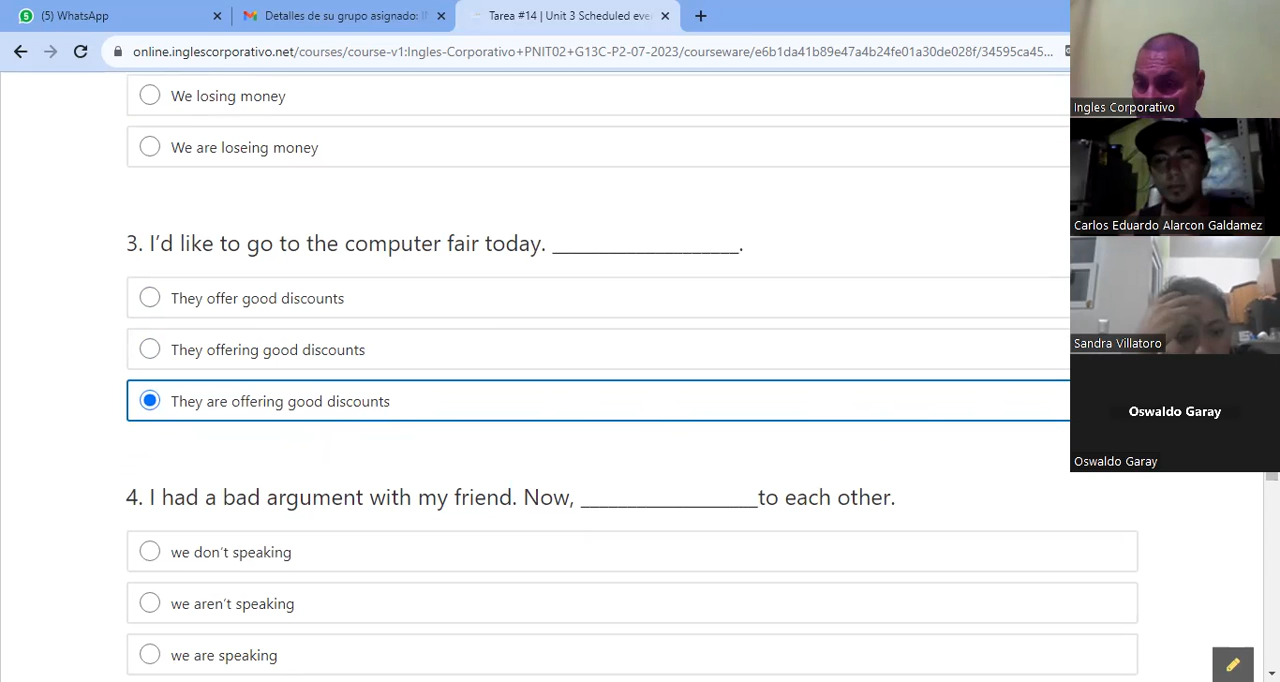 (5) WhatsApp
Detalles de su grupo asignado: I
Tarea #14 | Unit 3 Scheduled eve
online.inglescorporativo.net/courses/course-v1:Ingles-Corporativo+PNIT02+G13C-P2-07-2023/courseware/e6b1da41b89e47a4b24fe01a30de028f/34595ca45...
We losing money
We are loseing money
3. I'd like to go to the computer fair today. ____________________.
They offer good discounts
They offering good discounts
They are offering good discounts
4. I had a bad argument with my friend. Now, ___________________to each other.
we don't speaking
we aren't speaking
we are speaking
Ingles Corporativo
Carlos Eduardo Alarcon Galdamez
Sandra Villatoro
Oswaldo Garay
Oswaldo Garay